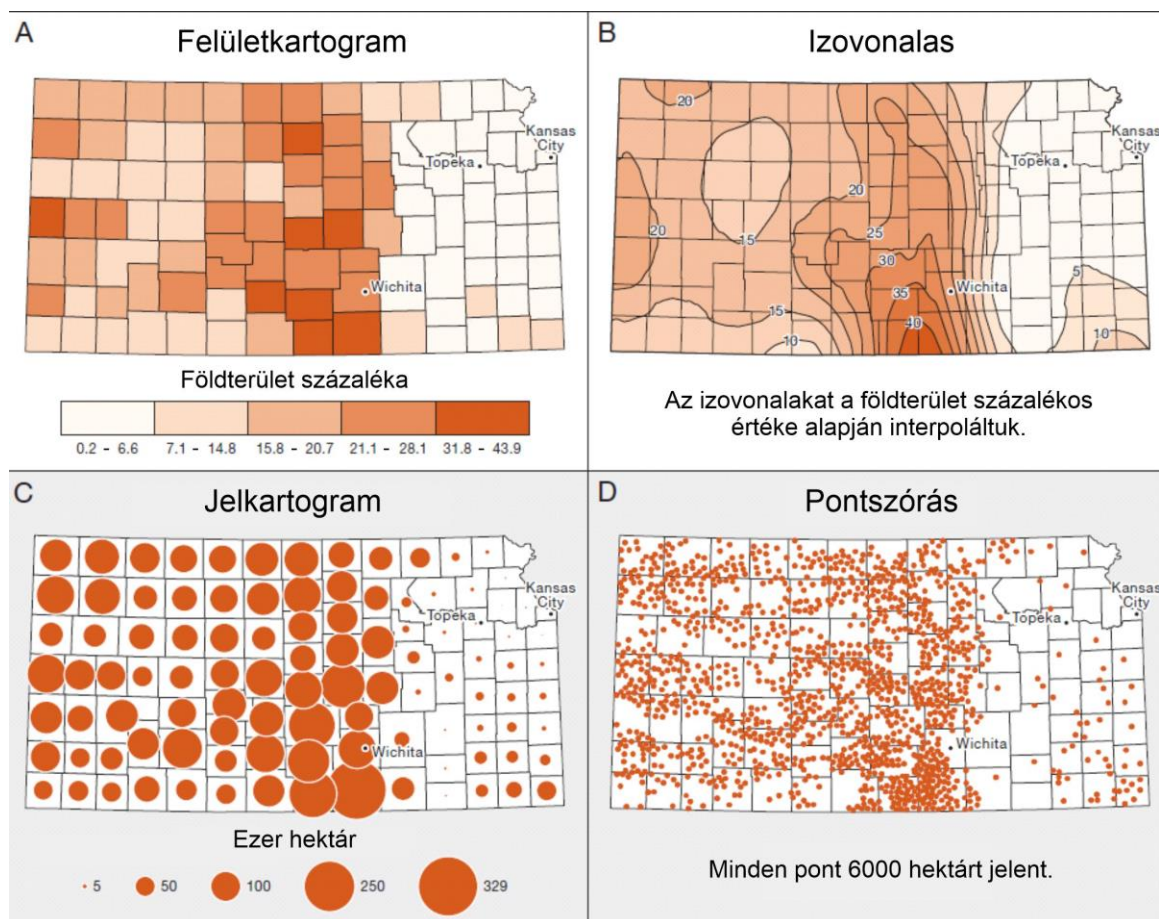 A
Felületkartogram
Topeka
Kansas
City
Wichita
Földterület százaléka
0.2 - 6.6
7.1 - 14.8
15.8 - 20.7
21.1 - 28.1
31.8 - 43.9
B
Izovonalas
20
Kansas
City
Topeka
20
20
15
25
30
5
Wichita
35
15
40
10
10
Az izovonalakat a földterület százalékos
értéke alapján interpoláltuk.
C
Jelkartogram
Kansas
City
Topeka
Wichita
Ezer hektár
5
50
100
250
329
D
Pontszórás
Kansas
City
Topeka
Wichita
Minden pont 6000 hektárt jelent.